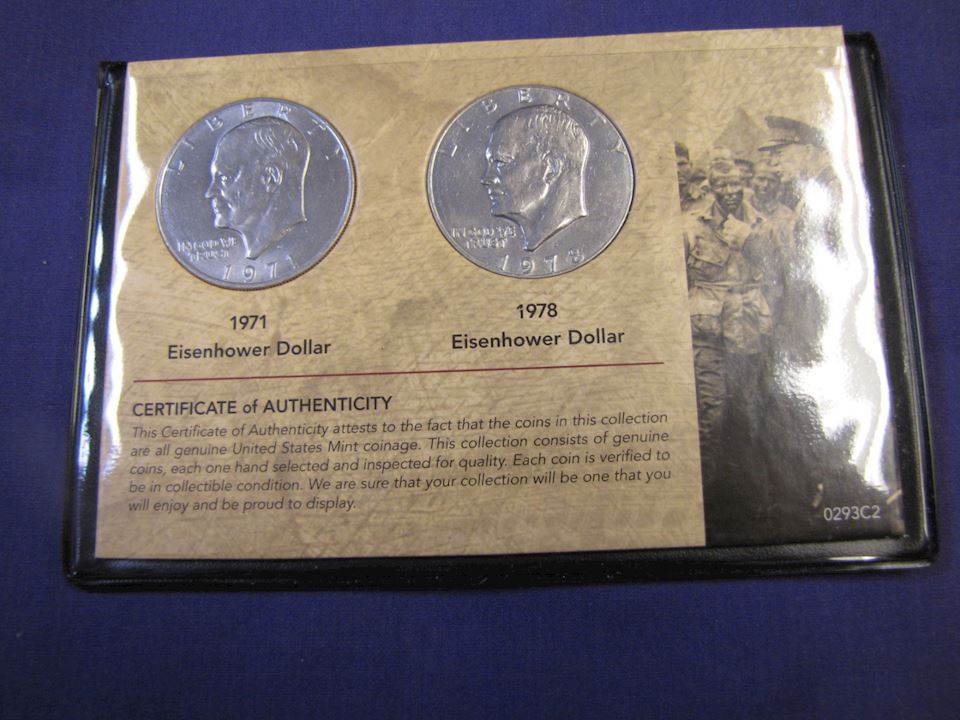 LIBERTY
IN GOD WE
TRUST
1971
LIBERTY
IN GOD WE
TRUST
1978
1971
Eisenhower Dollar
1978
Eisenhower Dollar
CERTIFICATE of AUTHENTICITY
This Certificate of Authenticity attests to the fact that the coins in this collection
are all genuine United States Mint coinage. This collection consists of genuine
coins, each one hand selected and inspected for quality. Each coin is verified to
be in collectible condition. We are sure that your collection will be one that you
will enjoy and be proud to display.
0293C2